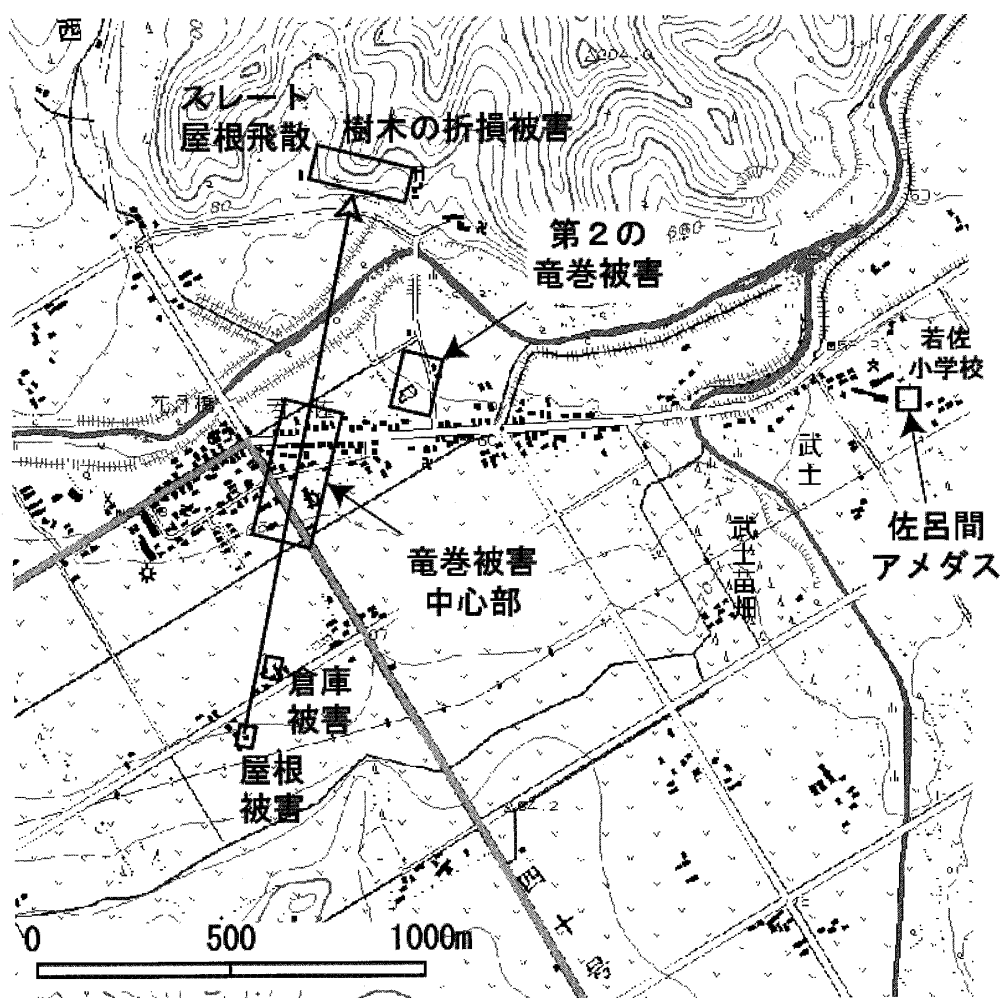 西
スレート
屋根飛散
樹木の折損被害
80
第2の
竜巻被害
若佐
小学校
武士
佐呂間
アメダス
竜巻被害
中心部
武士
倉庫
被害
屋根
被害
四
十
号
0 500 1000m